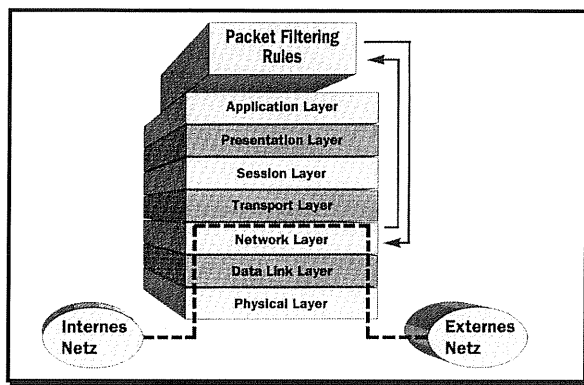 Packet Filtering
Rules
Application Layer
Presentation Layer
Session Layer
Transport Layer
Network Layer
Data Link Layer
Physical Layer
Internes
Netz
Externes
Netz